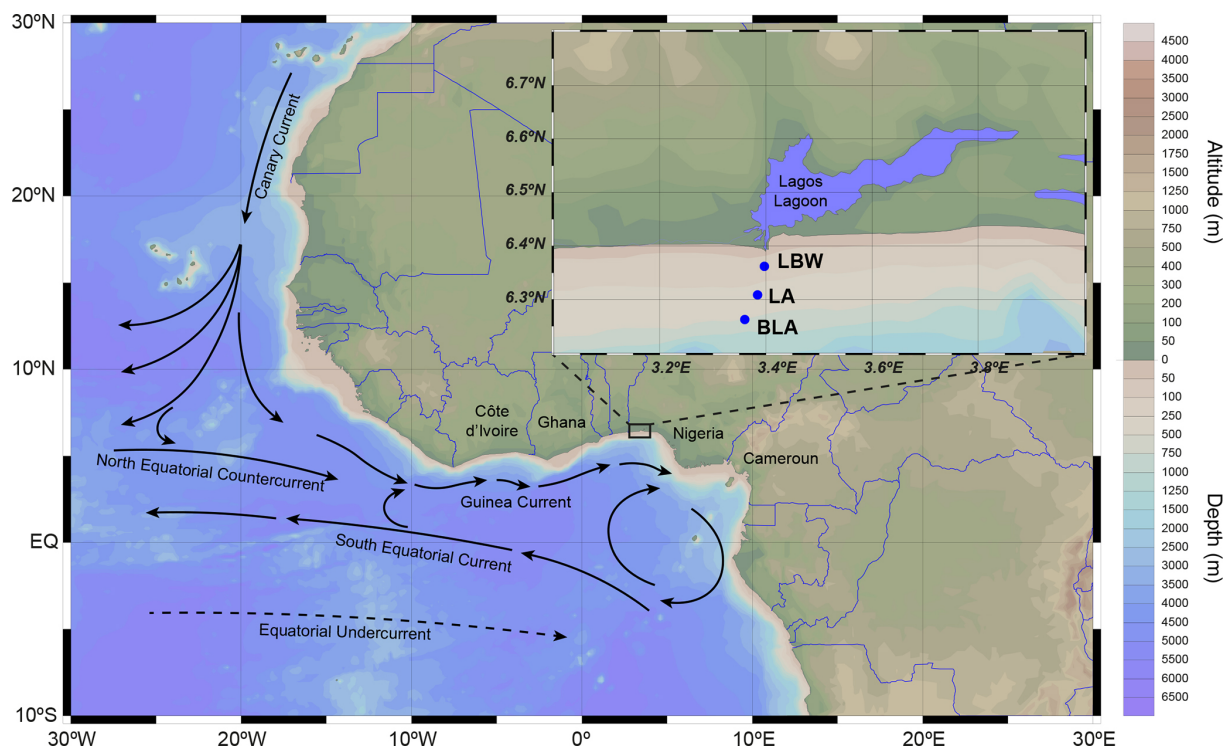 30ºN
20ºN
10ºN
EQ
10ºS
30ºW
20ºW
10ºW
0º
10ºE
20ºE
30ºE
Canary Current
North Equatorial Countercurrent
Guinea Current
South Equatorial Current
Equatorial Undercurrent
Côte
d'Ivoire
Ghana
Nigeria
Cameroun
6.7ºN
6.6ºN
6.5ºN
6.4ºN
6.3ºN
3.2ºE
3.4ºE
3.6ºE
3.8ºE
Lagos
Lagoon
LBW
LA
BLA
4500
4000
3500
3000
2500
2000
1500
1250
1000
750
500
400
300
200
100
50
0
50
100
250
500
750
1000
1500
2000
2500
3000
3500
4000
4500
5000
5500
6000
6500
Altitude (m)
Depth (m)